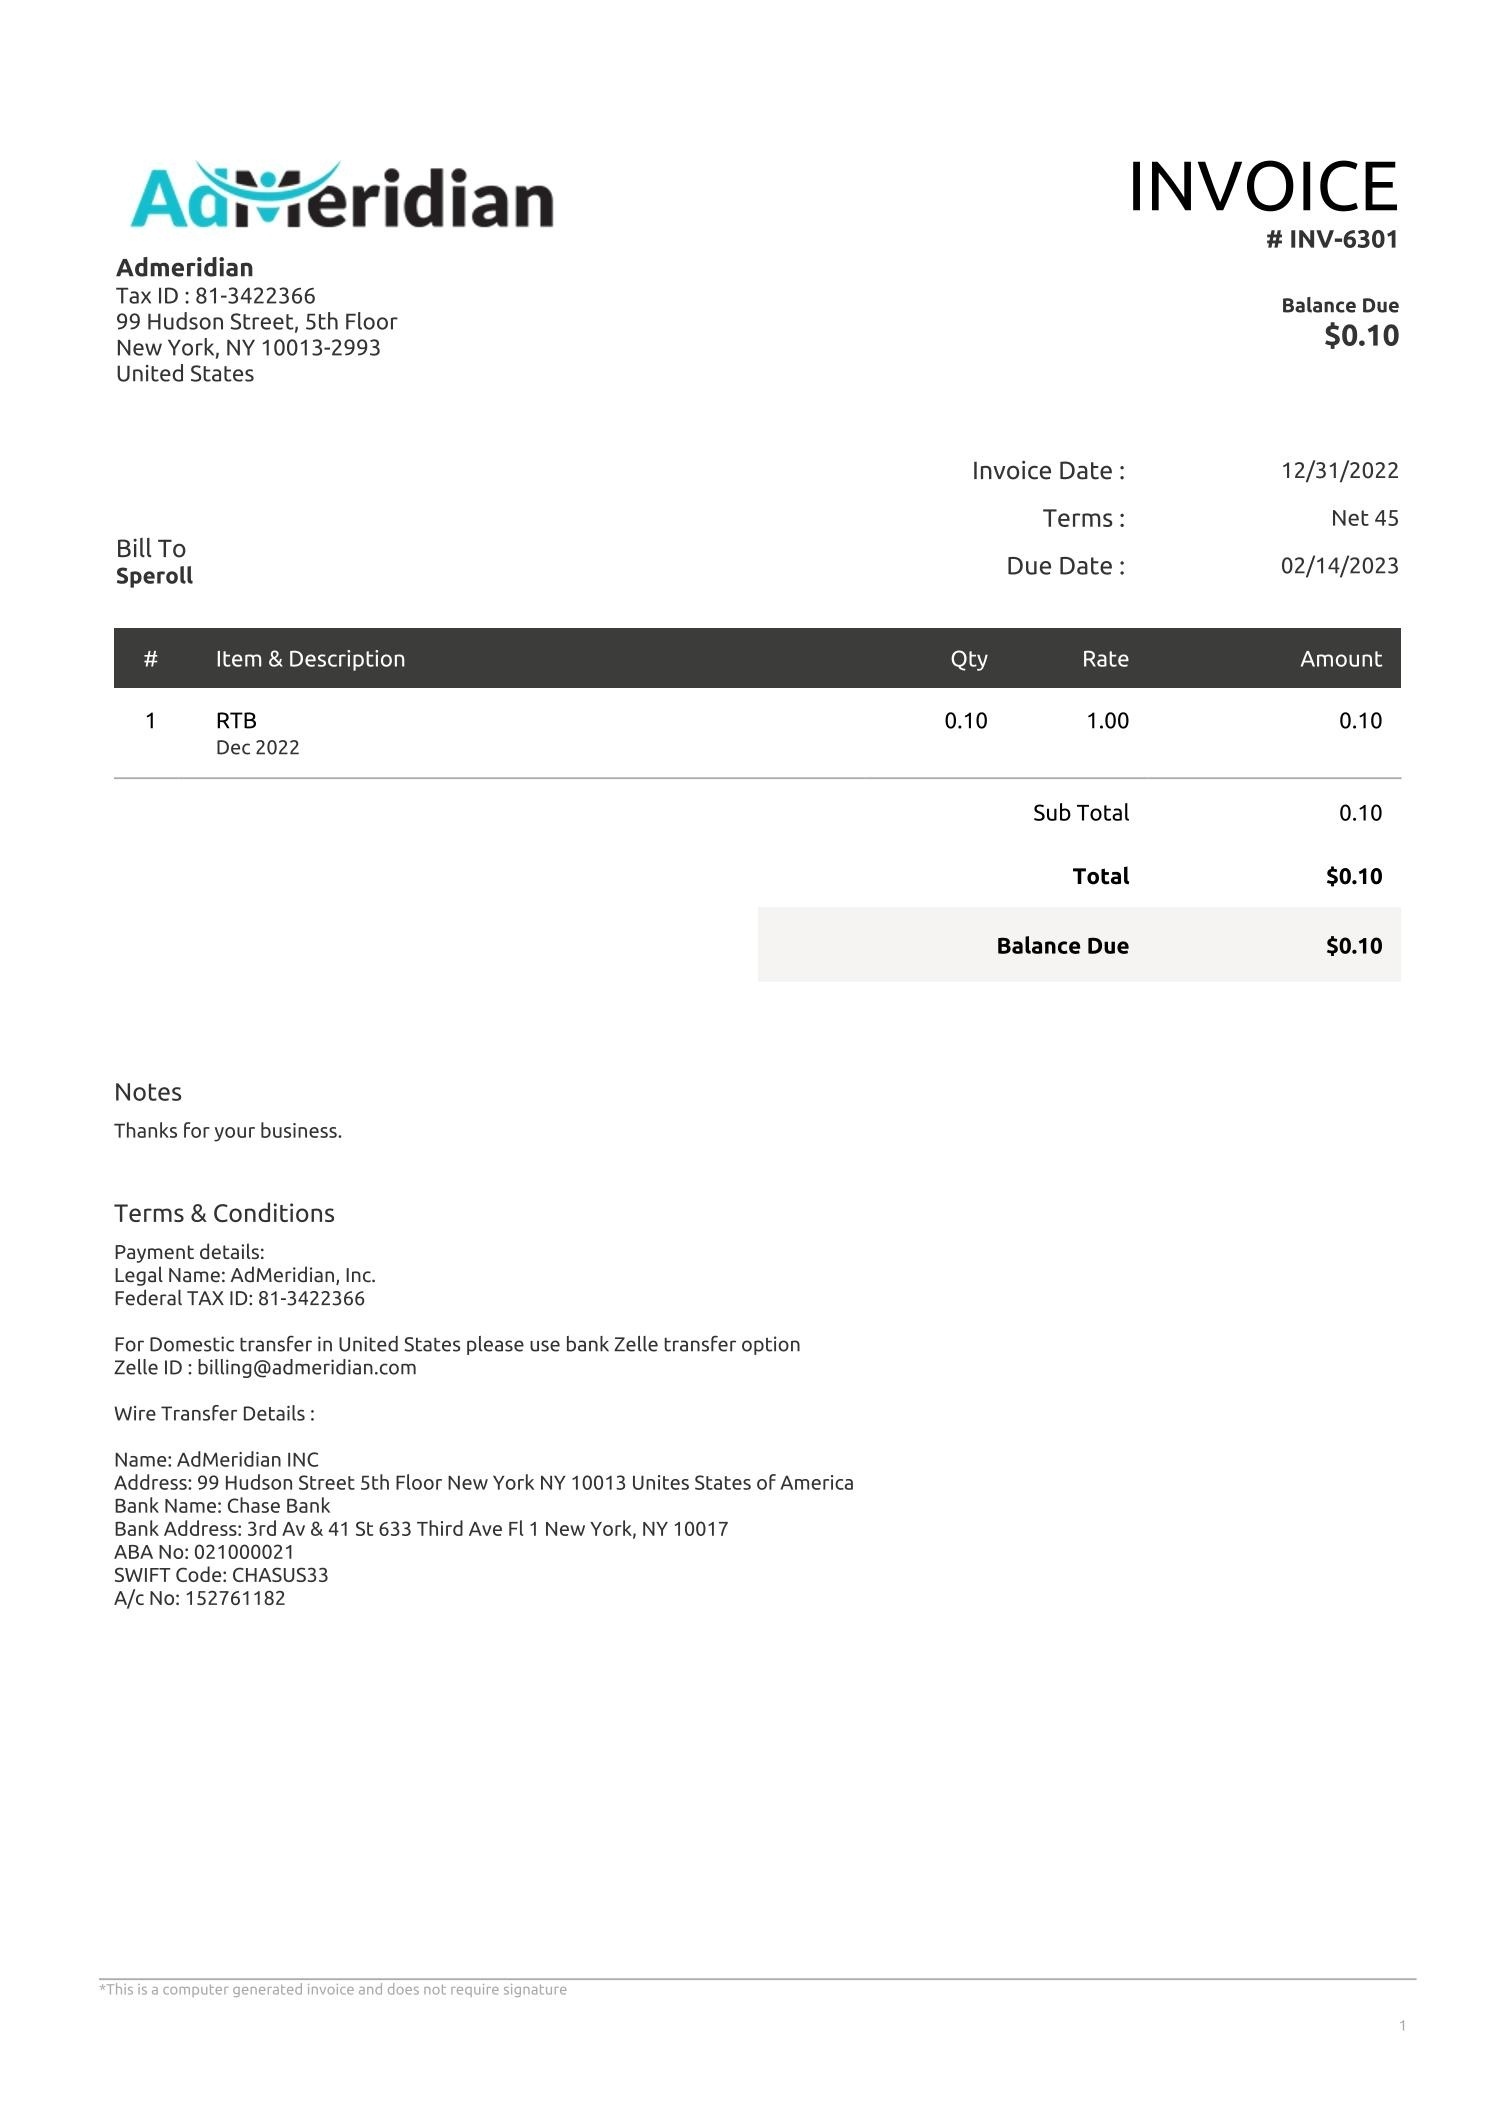 AdMeridian
INVOICE
# INV-6301
Admeridian
Tax ID : 81-3422366
99 Hudson Street, 5th Floor
New York, NY 10013-2993
United States
Balance Due
$0.10
Invoice Date : 12/31/2022
Terms : Net 45
Due Date : 02/14/2023
Bill To
Speroll
# Item & Description Qty Rate Amount
1 RTB 0.10 1.00 0.10
Dec 2022
Sub Total 0.10
Total $0.10
Balance Due $0.10
Notes
Thanks for your business.
Terms & Conditions
Payment details:
Legal Name: AdMeridian, Inc.
Federal TAX ID: 81-3422366
For Domestic transfer in United States please use bank Zelle transfer option
Zelle ID : billing@admeridian.com
Wire Transfer Details :
Name: AdMeridian INC
Address: 99 Hudson Street 5th Floor New York NY 10013 Unites States of America
Bank Name: Chase Bank
Bank Address: 3rd Av & 41 St 633 Third Ave Fl 1 New York, NY 10017
ABA No: 021000021
SWIFT Code: CHASUS33
A/c No: 152761182
*This is a computer generated invoice and does not require signature
1